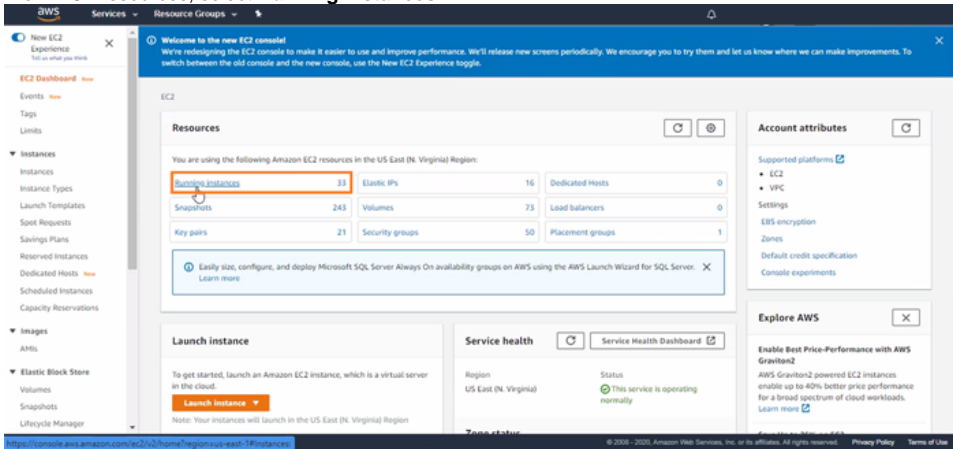 aws Services Resource Groups
New EC2 Experience
Tell us what you think
EC2 Dashboard New
Events New
Tags
Limits
Instances
Instances
Instance Types
Launch Templates
Spot Requests
Savings Plans
Reserved Instances
Dedicated Hosts New
Scheduled Instances
Capacity Reservations
Images
AMIs
Elastic Block Store
Volumes
Snapshots
Lifecycle Manager
Welcome to the new EC2 console!
We're redesigning the EC2 console to make it easier to use and improve performance. We'll release new screens periodically. We encourage you to try them and let us know where we can make improvements. To
switch between the old console and the new console, use the New EC2 Experience toggle.
EC2
Resources
You are using the following Amazon EC2 resources in the US East (N. Virginia) Region:
Running instances 33 Elastic IPs 16 Dedicated Hosts 0
Snapshots 243 Volumes 73 Load balancers 0
Key pairs 21 Security groups 50 Placement groups 1
Easily size, configure, and deploy Microsoft SQL Server Always On availability groups on AWS using the AWS Launch Wizard for SQL Server.
Learn more
Launch instance
To get started, launch an Amazon EC2 instance, which is a virtual server
in the cloud.
Launch instance
Note: Your instances will launch in the US East (N. Virginia) Region
Service health Service Health Dashboard
Region Status
US East (N. Virginia) This service is operating
normally
Zone status
Account attributes
Supported platforms
EC2
VPC
Settings
EBS encryption
Zones
Default credit specification
Console experiments
Explore AWS
Enable Best Price-Performance with AWS
Graviton2
AWS Graviton2 powered EC2 instances
enable up to 40% better price performance
for a broad spectrum of cloud workloads.
Learn more
https://console.aws.amazon.com/ec2/v2/home?region=us-east-1#Instances:
© 2008 - 2020, Amazon Web Services, Inc. or its affiliates. All rights reserved. Privacy Policy Terms of Use